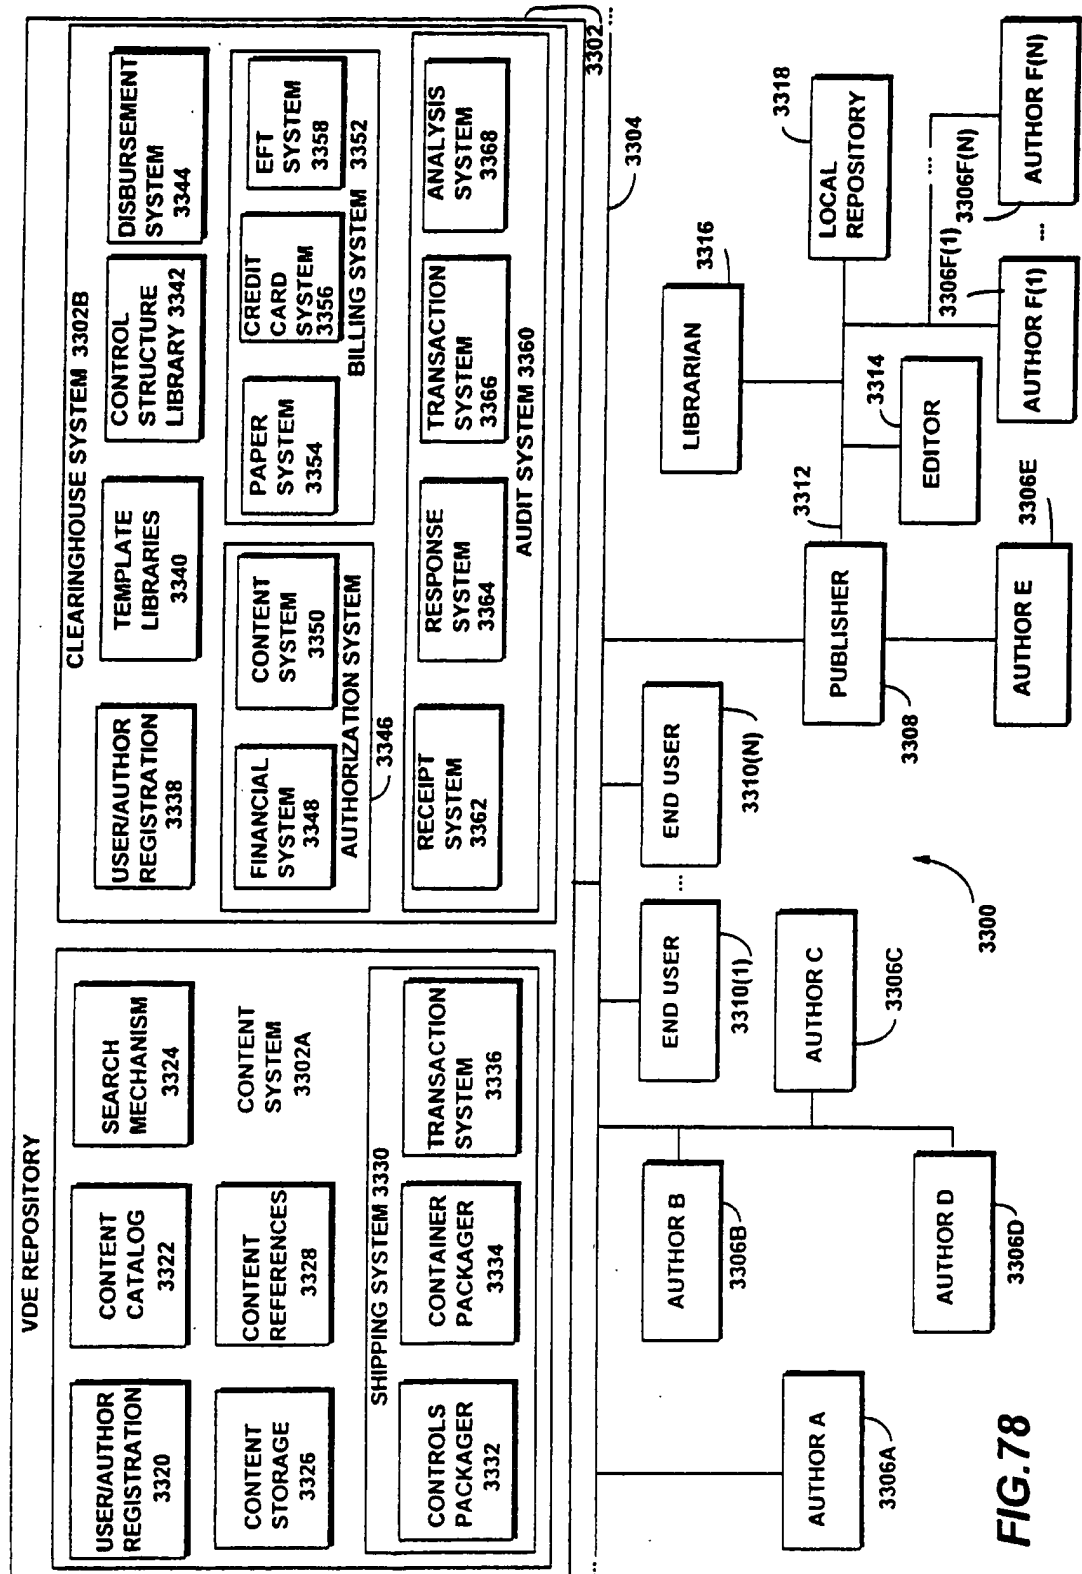 VDE REPOSITORY
3302
USER/AUTHOR
REGISTRATION
3320
CONTENT
CATALOG
3322
SEARCH
MECHANISM
3324
CONTENT
STORAGE
3326
CONTENT
REFERENCES
3328
CONTENT
SYSTEM
3302A
SHIPPING SYSTEM 3330
CONTROLS
PACKAGER
3332
CONTAINER
PACKAGER
3334
TRANSACTION
SYSTEM
3336
CLEARINGHOUSE SYSTEM 3302B
USER/AUTHOR
REGISTRATION
3338
TEMPLATE
LIBRARIES
3340
CONTROL
STRUCTURE
LIBRARY 3342
DISBURSEMENT
SYSTEM
3344
FINANCIAL
SYSTEM
3348
CONTENT
SYSTEM
3350
AUTHORIZATION SYSTEM
3346
PAPER
SYSTEM
3354
CREDIT
CARD
SYSTEM
3356
EFT
SYSTEM
3358
BILLING SYSTEM 3352
RECEIPT
SYSTEM
3362
RESPONSE
SYSTEM
3364
TRANSACTION
SYSTEM
3366
ANALYSIS
SYSTEM
3368
AUDIT SYSTEM 3360
...
...
3304
AUTHOR A
3306A
AUTHOR B
3306B
AUTHOR C
3306C
AUTHOR D
3306D
END USER
3310(1)
...
END USER
3310(N)
PUBLISHER
3308
3312
AUTHOR E
3306E
LIBRARIAN
3316
EDITOR
3314
LOCAL
REPOSITORY
3318
AUTHOR F(1)
3306F(1)
...
...
AUTHOR F(N)
3306F(N)
3300
FIG.78